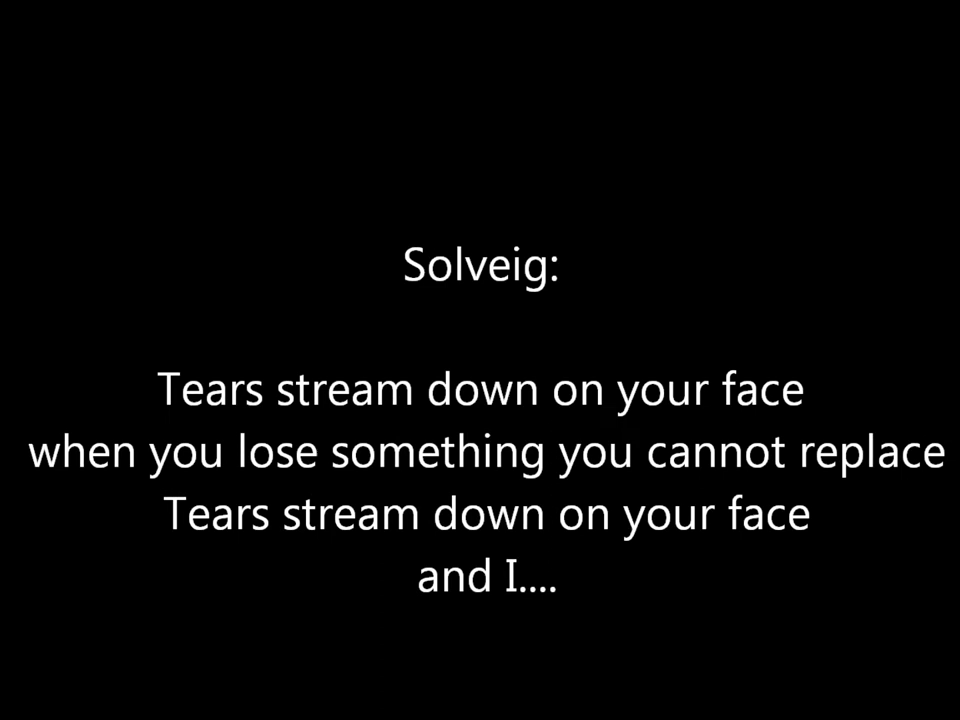 Solveig:
Tears stream down on your face
when you lose something you cannot replace
Tears stream down on your face
and I....